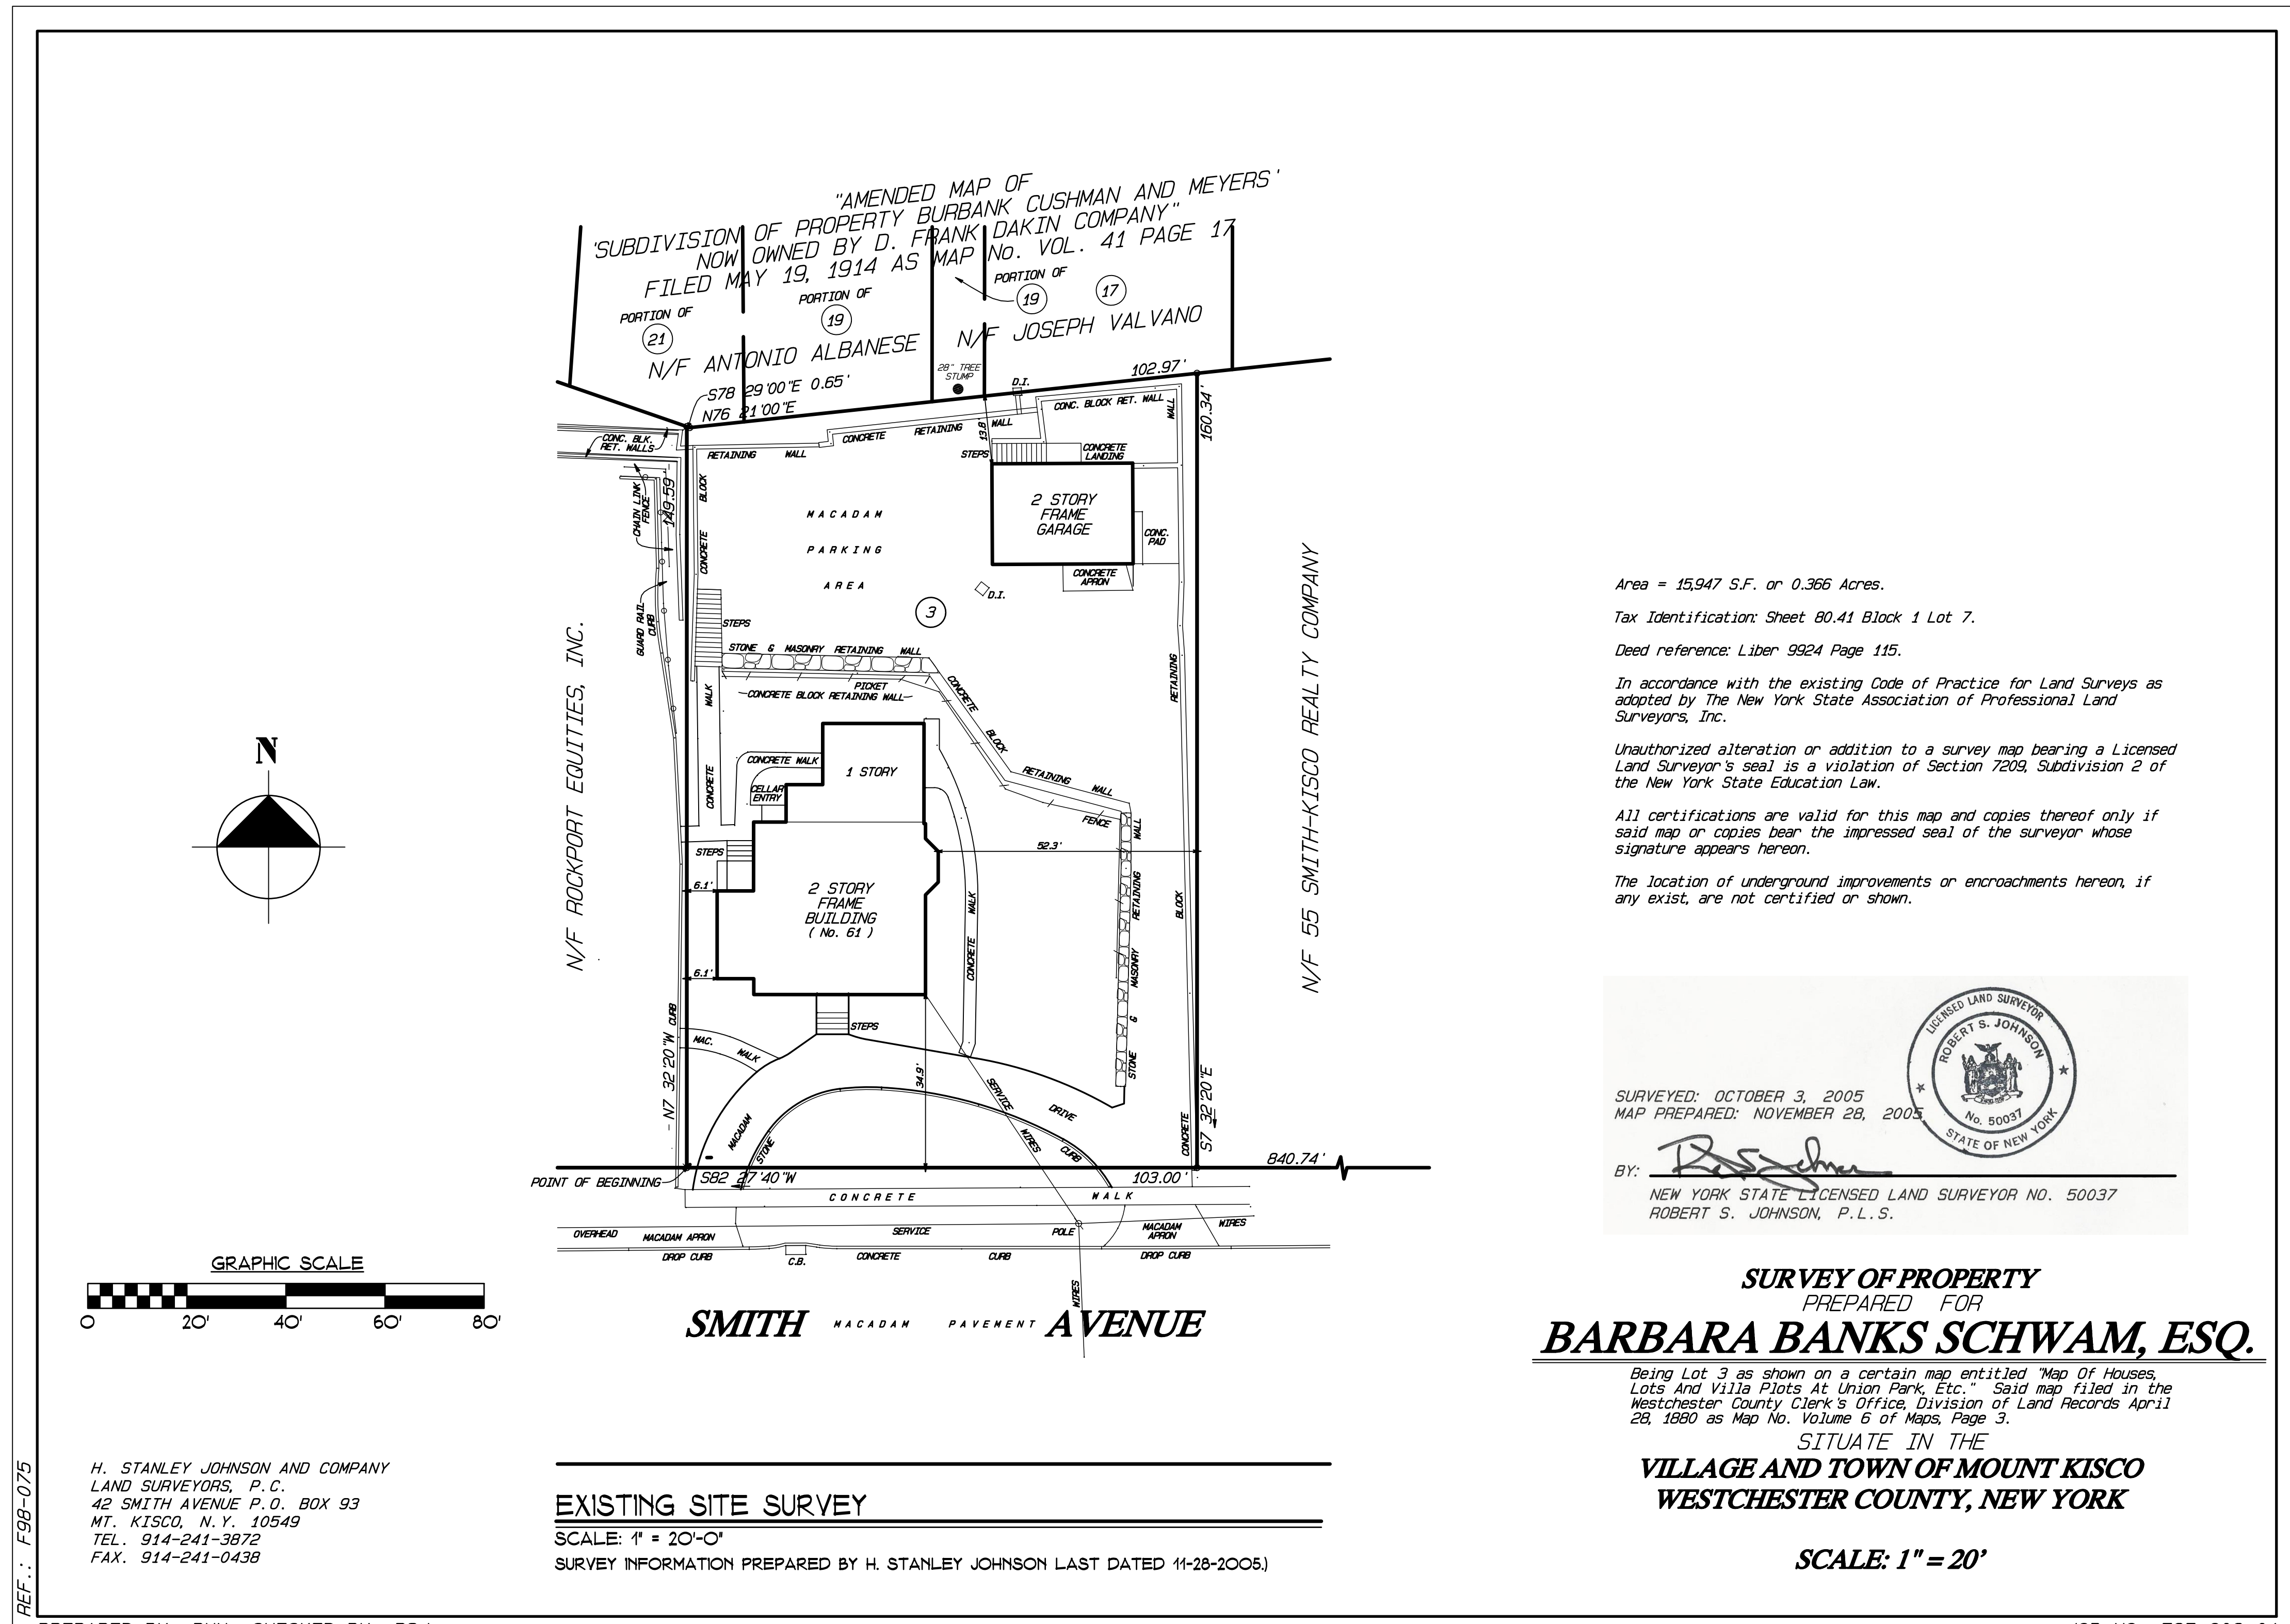 "AMENDED MAP OF
'SUBDIVISION OF PROPERTY BURBANK CUSHMAN AND MEYERS'
NOW OWNED BY D. FRANK DAKIN COMPANY"
FILED MAY 19, 1914 AS MAP No. VOL. 41 PAGE 17
PORTION OF
21
PORTION OF
19
PORTION OF
19
17
N/F ANTONIO ALBANESE
N/F JOSEPH VALVANO
28" TREE
STUMP
D.I.
102.97'
S78 29'00"E 0.65'
N76 21'00"E
160.34'
CONC. BLK.
RET. WALLS
CONC. BLOCK RET. WALL
WALL
CONCRETE RETAINING WALL
13.8'
RETAINING WALL
STEPS
CONCRETE
LANDING
CHAIN LINK
FENCE
149.59'
CONCRETE BLOCK
2 STORY
FRAME
GARAGE
MACADAM
PARKING
AREA
CONC.
PAD
CONCRETE
APRON
D.I.
3
GUARD RAIL
CURB
STEPS
STONE & MASONRY RETAINING WALL
PICKET
CONCRETE BLOCK RETAINING WALL
CONCRETE BLOCK RETAINING WALL
FENCE
CONCRETE WALK
CONCRETE WALK
CELLAR
ENTRY
1 STORY
STEPS
6.1'
2 STORY
FRAME
BUILDING
( No. 61 )
6.1'
52.3'
CONCRETE WALK
STONE & MASONRY RETAINING WALL
CONCRETE BLOCK RETAINING
N/F ROCKPORT EQUITIES, INC.
N/F 55 SMITH-KISCO REALTY COMPANY
N7 32'20"W
CURB
MAC. WALK
STEPS
34.9'
SERVICE WIRES
MACADAM DRIVE
STONE CURB
S7 32'20"E
840.74'
POINT OF BEGINNING
S82 27'40"W
103.00'
CONCRETE WALK
OVERHEAD SERVICE WIRES
MACADAM APRON
POLE
MACADAM
APRON
DROP CURB
C.B.
CONCRETE CURB
DROP CURB
WIRES
SMITH AVENUE
MACADAM PAVEMENT
N
GRAPHIC SCALE
0 20' 40' 60' 80'
Area = 15,947 S.F. or 0.366 Acres.
Tax Identification: Sheet 80.41 Block 1 Lot 7.
Deed reference: Liber 9924 Page 115.
In accordance with the existing Code of Practice for Land Surveys as
adopted by The New York State Association of Professional Land
Surveyors, Inc.
Unauthorized alteration or addition to a survey map bearing a Licensed
Land Surveyor's seal is a violation of Section 7209, Subdivision 2 of
the New York State Education Law.
All certifications are valid for this map and copies thereof only if
said map or copies bear the impressed seal of the surveyor whose
signature appears hereon.
The location of underground improvements or encroachments hereon, if
any exist, are not certified or shown.
LICENSED LAND SURVEYOR
ROBERT S. JOHNSON
No. 50037
STATE OF NEW YORK
SURVEYED: OCTOBER 3, 2005
MAP PREPARED: NOVEMBER 28, 2005
BY:
NEW YORK STATE LICENSED LAND SURVEYOR NO. 50037
ROBERT S. JOHNSON, P.L.S.
SURVEY OF PROPERTY
PREPARED FOR
BARBARA BANKS SCHWAM, ESQ.
Being Lot 3 as shown on a certain map entitled "Map Of Houses,
Lots And Villa Plots At Union Park, Etc." Said map filed in the
Westchester County Clerk's Office, Division of Land Records April
28, 1880 as Map No. Volume 6 of Maps, Page 3.
SITUATE IN THE
VILLAGE AND TOWN OF MOUNT KISCO
WESTCHESTER COUNTY, NEW YORK
SCALE: 1" = 20'
EXISTING SITE SURVEY
SCALE: 1" = 20'-0"
SURVEY INFORMATION PREPARED BY H. STANLEY JOHNSON LAST DATED 11-28-2005.)
H. STANLEY JOHNSON AND COMPANY
LAND SURVEYORS, P.C.
42 SMITH AVENUE P.O. BOX 93
MT. KISCO, N.Y. 10549
TEL. 914-241-3872
FAX. 914-241-0438
REF.: F98-075